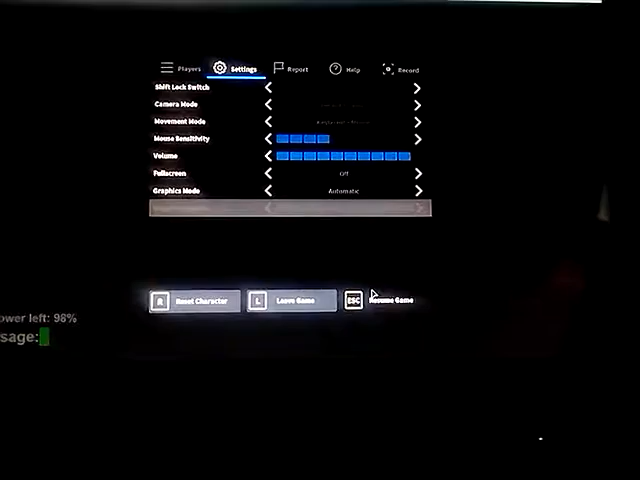 Players Settings Report Help Record
Shift Lock Switch
Camera Mode
Movement Mode
Mouse Sensitivity
Volume
Fullscreen Off
Graphics Mode Automatic
R Reset Character L Leave Game ESC Resume Game
ower left: 98%
sage: